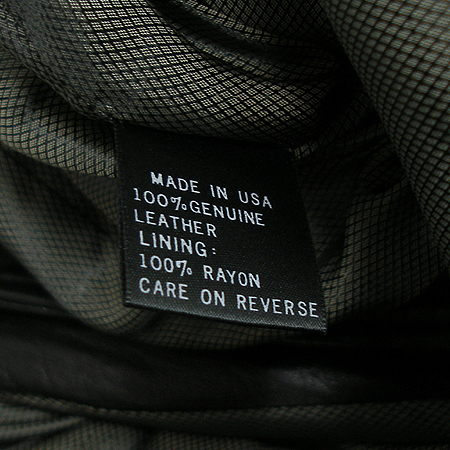 MADE IN USA
100%GENUINE
LEATHER
LINING:
100% RAYON
CARE ON REVERSE